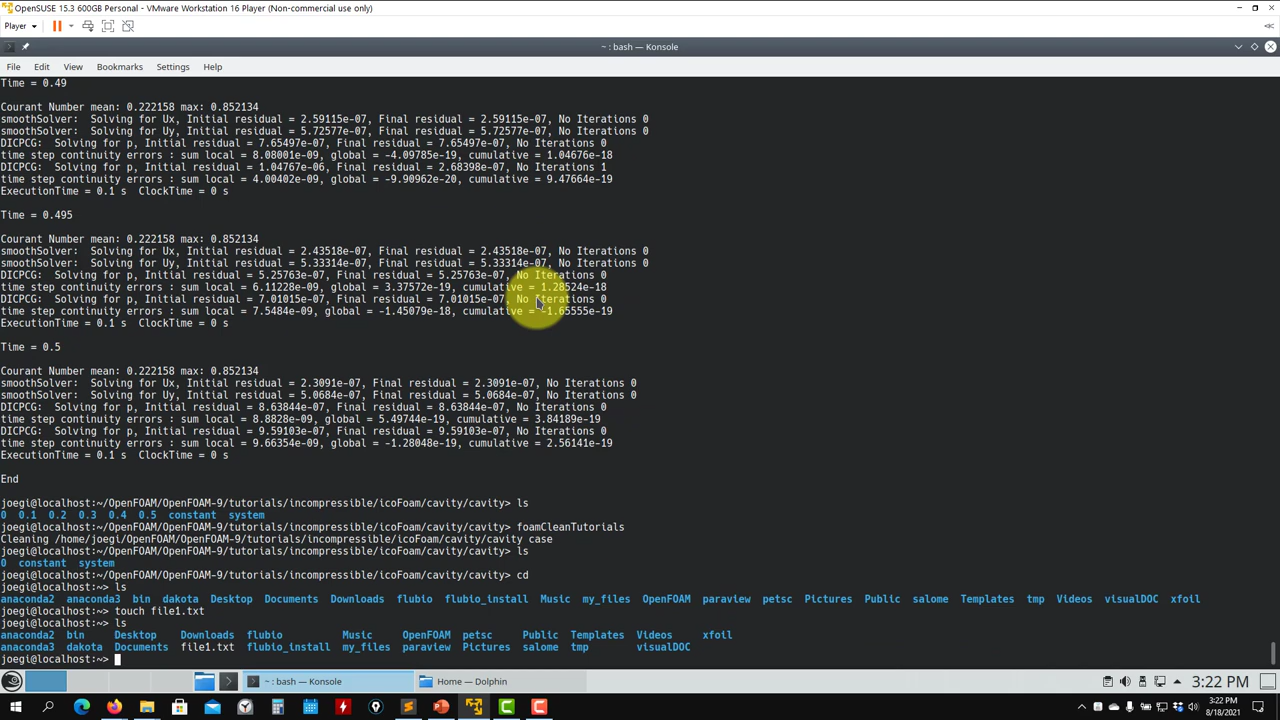 OpenSUSE 15.3 600GB Personal - VMware Workstation 16 Player (Non-commercial use only)
Player
~ : bash — Konsole
File Edit View Bookmarks Settings Help
Time = 0.49
Courant Number mean: 0.222158 max: 0.852134
smoothSolver:  Solving for Ux, Initial residual = 2.59115e-07, Final residual = 2.59115e-07, No Iterations 0
smoothSolver:  Solving for Uy, Initial residual = 5.72577e-07, Final residual = 5.72577e-07, No Iterations 0
DICPCG:  Solving for p, Initial residual = 7.65497e-07, Final residual = 7.65497e-07, No Iterations 0
time step continuity errors : sum local = 8.08001e-09, global = -4.09785e-19, cumulative = 1.04676e-18
DICPCG:  Solving for p, Initial residual = 1.04767e-06, Final residual = 2.68398e-07, No Iterations 1
time step continuity errors : sum local = 4.00402e-09, global = -9.90962e-20, cumulative = 9.47664e-19
ExecutionTime = 0.1 s  ClockTime = 0 s
Time = 0.495
Courant Number mean: 0.222158 max: 0.852134
smoothSolver:  Solving for Ux, Initial residual = 2.43518e-07, Final residual = 2.43518e-07, No Iterations 0
smoothSolver:  Solving for Uy, Initial residual = 5.33314e-07, Final residual = 5.33314e-07, No Iterations 0
DICPCG:  Solving for p, Initial residual = 5.25763e-07, Final residual = 5.25763e-07, No Iterations 0
time step continuity errors : sum local = 6.11228e-09, global = 3.37572e-19, cumulative = 1.28524e-18
DICPCG:  Solving for p, Initial residual = 7.01015e-07, Final residual = 7.01015e-07, No Iterations 0
time step continuity errors : sum local = 7.5484e-09, global = -1.45079e-18, cumulative = -1.65555e-19
ExecutionTime = 0.1 s  ClockTime = 0 s
Time = 0.5
Courant Number mean: 0.222158 max: 0.852134
smoothSolver:  Solving for Ux, Initial residual = 2.3091e-07, Final residual = 2.3091e-07, No Iterations 0
smoothSolver:  Solving for Uy, Initial residual = 5.0684e-07, Final residual = 5.0684e-07, No Iterations 0
DICPCG:  Solving for p, Initial residual = 8.63844e-07, Final residual = 8.63844e-07, No Iterations 0
time step continuity errors : sum local = 8.8828e-09, global = 5.49744e-19, cumulative = 3.84189e-19
DICPCG:  Solving for p, Initial residual = 9.59103e-07, Final residual = 9.59103e-07, No Iterations 0
time step continuity errors : sum local = 9.66354e-09, global = -1.28048e-19, cumulative = 2.56141e-19
ExecutionTime = 0.1 s  ClockTime = 0 s
End
joegi@localhost:~/OpenFOAM/OpenFOAM-9/tutorials/incompressible/icoFoam/cavity/cavity> ls
0  0.1  0.2  0.3  0.4  0.5  constant  system
joegi@localhost:~/OpenFOAM/OpenFOAM-9/tutorials/incompressible/icoFoam/cavity/cavity> foamCleanTutorials
Cleaning /home/joegi/OpenFOAM/OpenFOAM-9/tutorials/incompressible/icoFoam/cavity/cavity case
joegi@localhost:~/OpenFOAM/OpenFOAM-9/tutorials/incompressible/icoFoam/cavity/cavity> ls
0  constant  system
joegi@localhost:~/OpenFOAM/OpenFOAM-9/tutorials/incompressible/icoFoam/cavity/cavity> cd
joegi@localhost:~> ls
anaconda2  anaconda3  bin  dakota  Desktop  Documents  Downloads  flubio  flubio_install  Music  my_files  OpenFOAM  paraview  petsc  Pictures  Public  salome  Templates  tmp  Videos  visualDOC  xfoil
joegi@localhost:~> touch file1.txt
joegi@localhost:~> ls
anaconda2  bin  Desktop  Downloads  flubio  Music  OpenFOAM  petsc  Public  Templates  Videos  xfoil
anaconda3  dakota  Documents  file1.txt  flubio_install  my_files  paraview  Pictures  salome  tmp  visualDOC
joegi@localhost:~>
~ : bash — Konsole
Home — Dolphin
3:22 PM
3:22 PM
8/18/2021